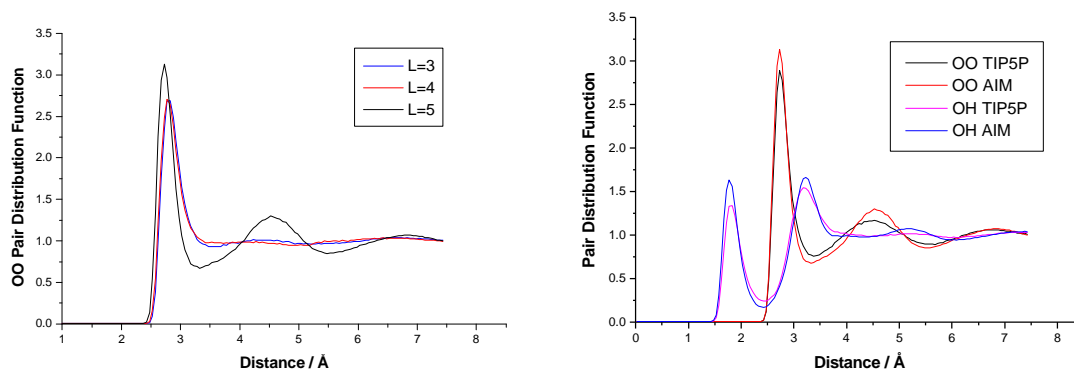 OO Pair Distribution Function
3.5
3.0
2.5
2.0
1.5
1.0
0.5
0.0
1 2 3 4 5 6 7 8
Distance / Å
L=3
L=4
L=5
Pair Distribution Function
3.5
3.0
2.5
2.0
1.5
1.0
0.5
0.0
0 1 2 3 4 5 6 7 8
Distance / Å
OO TIP5P
OO AIM
OH TIP5P
OH AIM